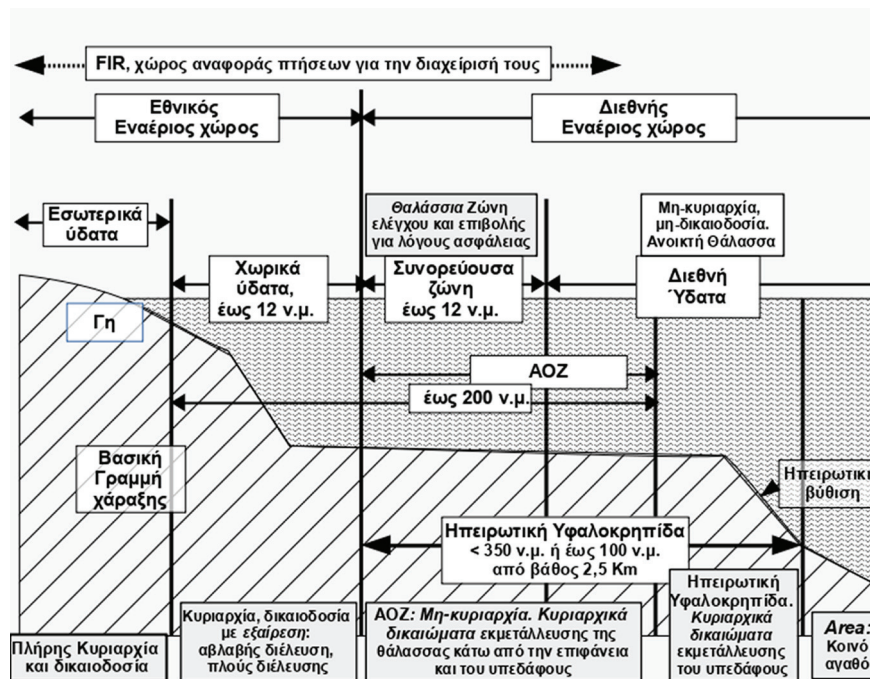 FIR, χώρος αναφοράς πτήσεων για την διαχείρισή τους
Εθνικός
Εναέριος χώρος
Διεθνής
Εναέριος χώρος
Εσωτερικά
ύδατα
Θαλάσσια Ζώνη
ελέγχου και επιβολής
για λόγους ασφάλειας
Μη-κυριαρχία,
μη-δικαιοδοσία.
Ανοικτή Θάλασσα
Χωρικά
ύδατα,
έως 12 ν.μ.
Συνορεύουσα
ζώνη
έως 12 ν.μ.
Διεθνή
Ύδατα
Γη
ΑΟΖ
έως 200 ν.μ.
Βασική
Γραμμή
χάραξης
Ηπειρωτική
βύθιση
Ηπειρωτική Υφαλοκρηπίδα
< 350 ν.μ. ή έως 100 ν.μ.
από βάθος 2,5 Km
Πλήρης Κυριαρχία
και δικαιοδοσία
Κυριαρχία, δικαιοδοσία
με εξαίρεση:
αβλαβής διέλευση,
πλούς διέλευσης
ΑΟΖ: Μη-κυριαρχία. Κυριαρχικά
δικαιώματα εκμετάλλευσης της
θάλασσας κάτω από την επιφάνεια
και του υπεδάφους
Ηπειρωτική
Υφαλοκρηπίδα.
Κυριαρχικά
δικαιώματα
εκμετάλλευσης
του υπεδάφους
Area:
Κοινό
αγαθό